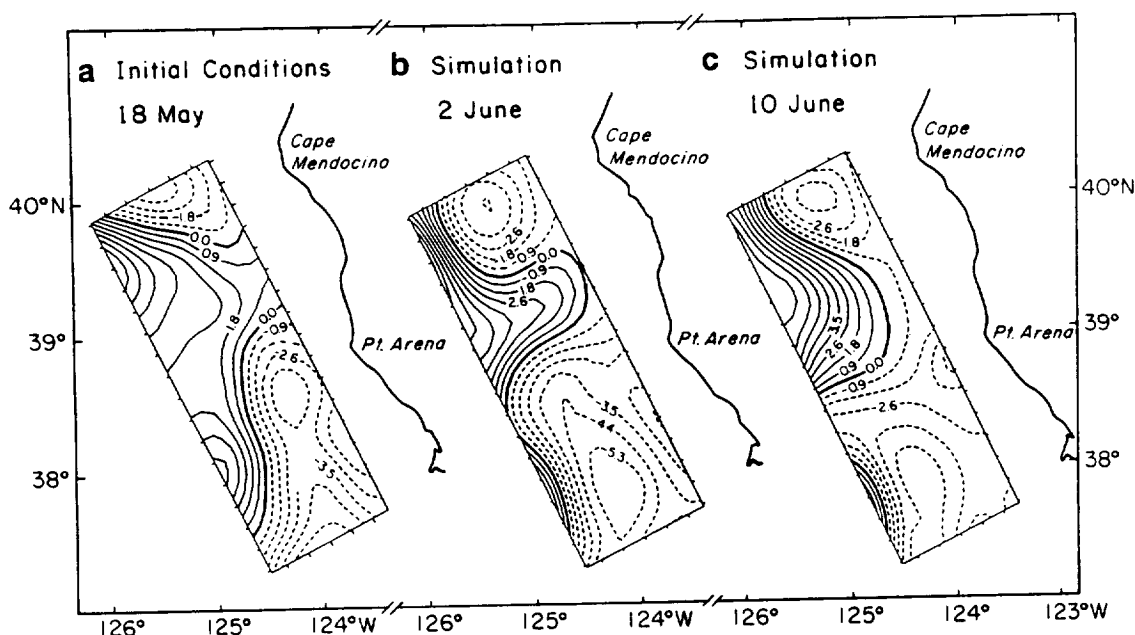 a Initial Conditions
18 May
b Simulation
2 June
c Simulation
10 June
Cape
Mendocino
Cape
Mendocino
Cape
Mendocino
40°N
40°N
39°
39°
38°
38°
Pt. Arena
Pt. Arena
Pt. Arena
-1.8
0.0
0.9
1.8
0.0
-0.9
-2.6
-3.5
-2.6
-1.8
-0.9
0.0
0.9
1.8
2.6
-3.5
-4.4
-5.3
-2.6
-1.8
3.5
2.6
1.8
0.9
0.0
-0.9
-2.6
126°
125°
124°W
126°
125°
124°W
126°
125°
124°
123°W